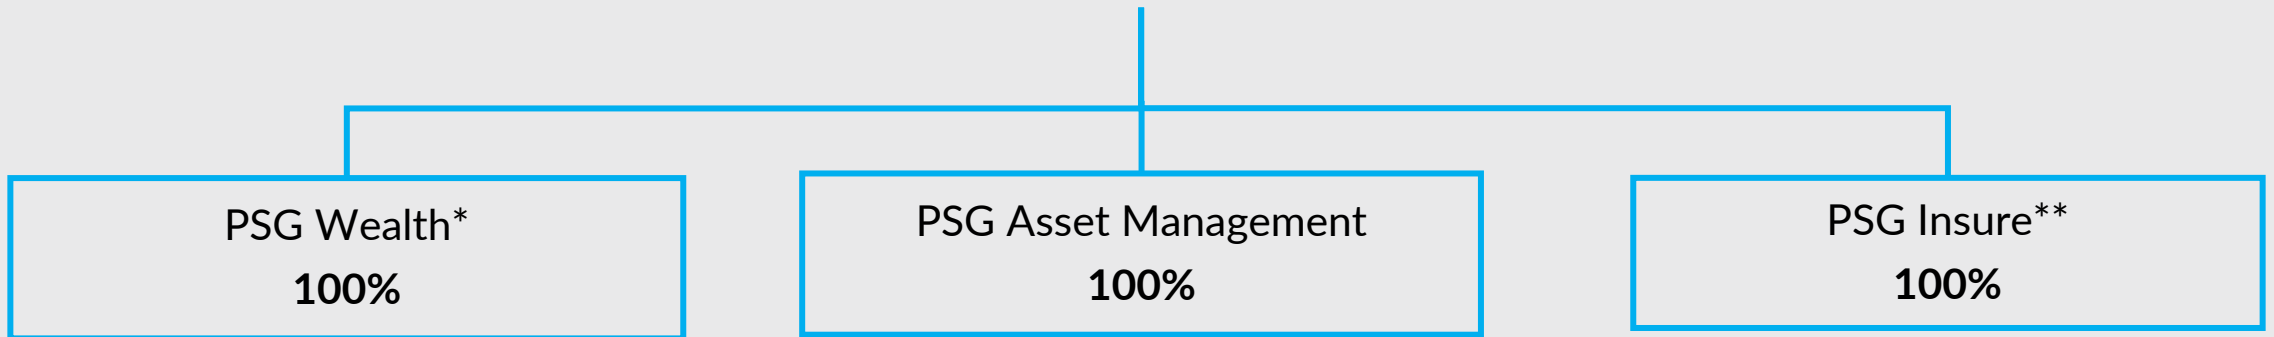 PSG Wealth*
100%
PSG Asset Management
100%
PSG Insure**
100%